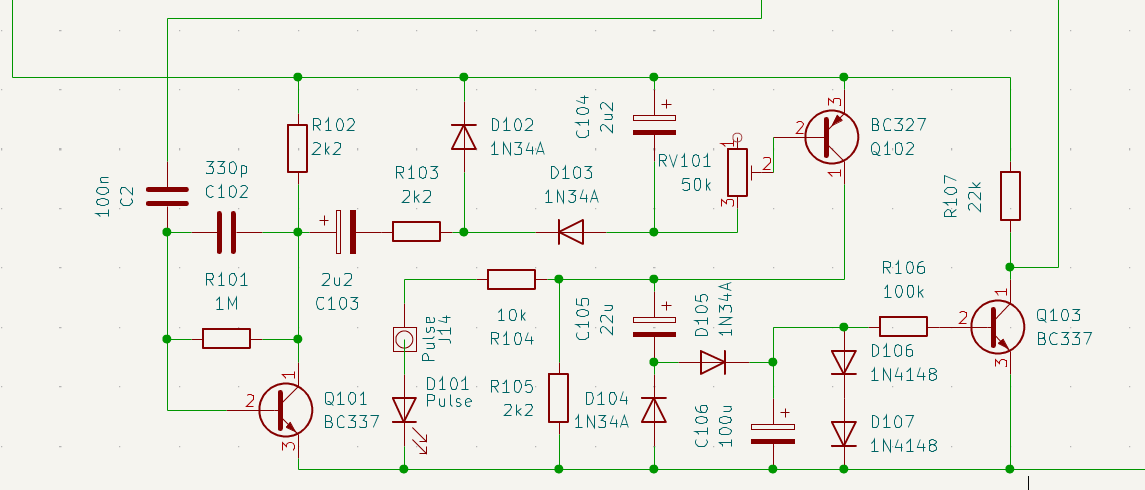 100n
C2
330p
C102
R102
2k2
R103
2k2
D102
1N34A
D103
1N34A
C104
2u2
+
RV101
50k
1
2
3
3
2
1
BC327
Q102
R107
22k
R101
1M
+
2u2
C103
10k
R104
Pulse
J14
D101
Pulse
R105
2k2
C105
22u
+
D105
1N34A
D104
1N34A
C106
100u
+
D106
1N4148
D107
1N4148
R106
100k
1
2
3
Q103
BC337
1
2
3
Q101
BC337